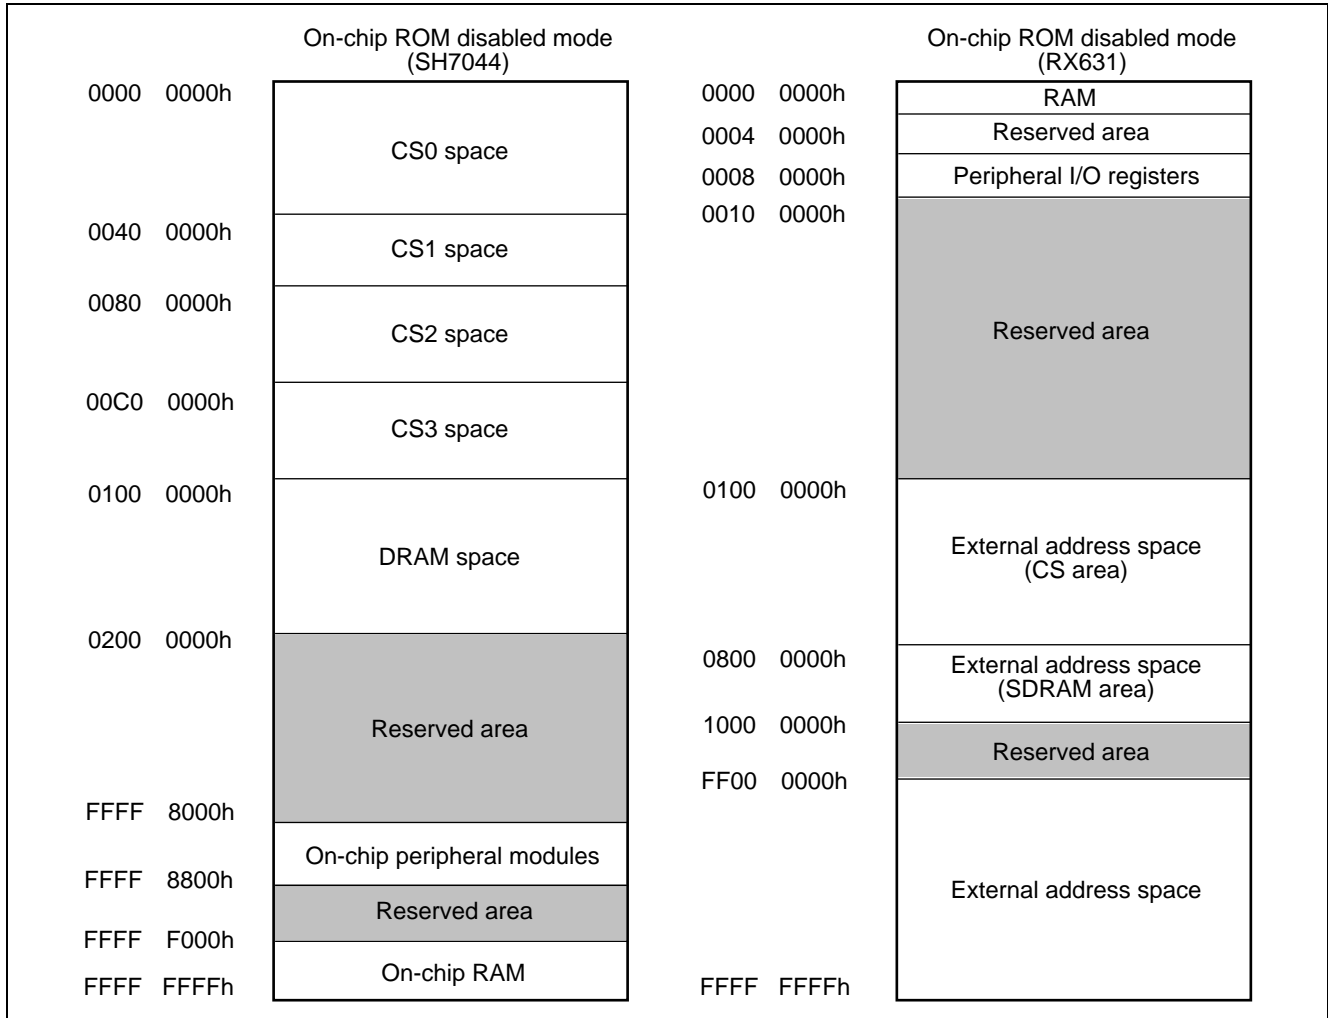 On-chip ROM disabled mode
(SH7044)
0000 0000h
CS0 space
0040 0000h
CS1 space
0080 0000h
CS2 space
00C0 0000h
CS3 space
0100 0000h
DRAM space
0200 0000h
Reserved area
FFFF 8000h
On-chip peripheral modules
FFFF 8800h
Reserved area
FFFF F000h
On-chip RAM
FFFF FFFFh
On-chip ROM disabled mode
(RX631)
0000 0000h
RAM
0004 0000h
Reserved area
0008 0000h
Peripheral I/O registers
0010 0000h
Reserved area
0100 0000h
External address space
(CS area)
0800 0000h
External address space
(SDRAM area)
1000 0000h
Reserved area
FF00 0000h
External address space
FFFF FFFFh